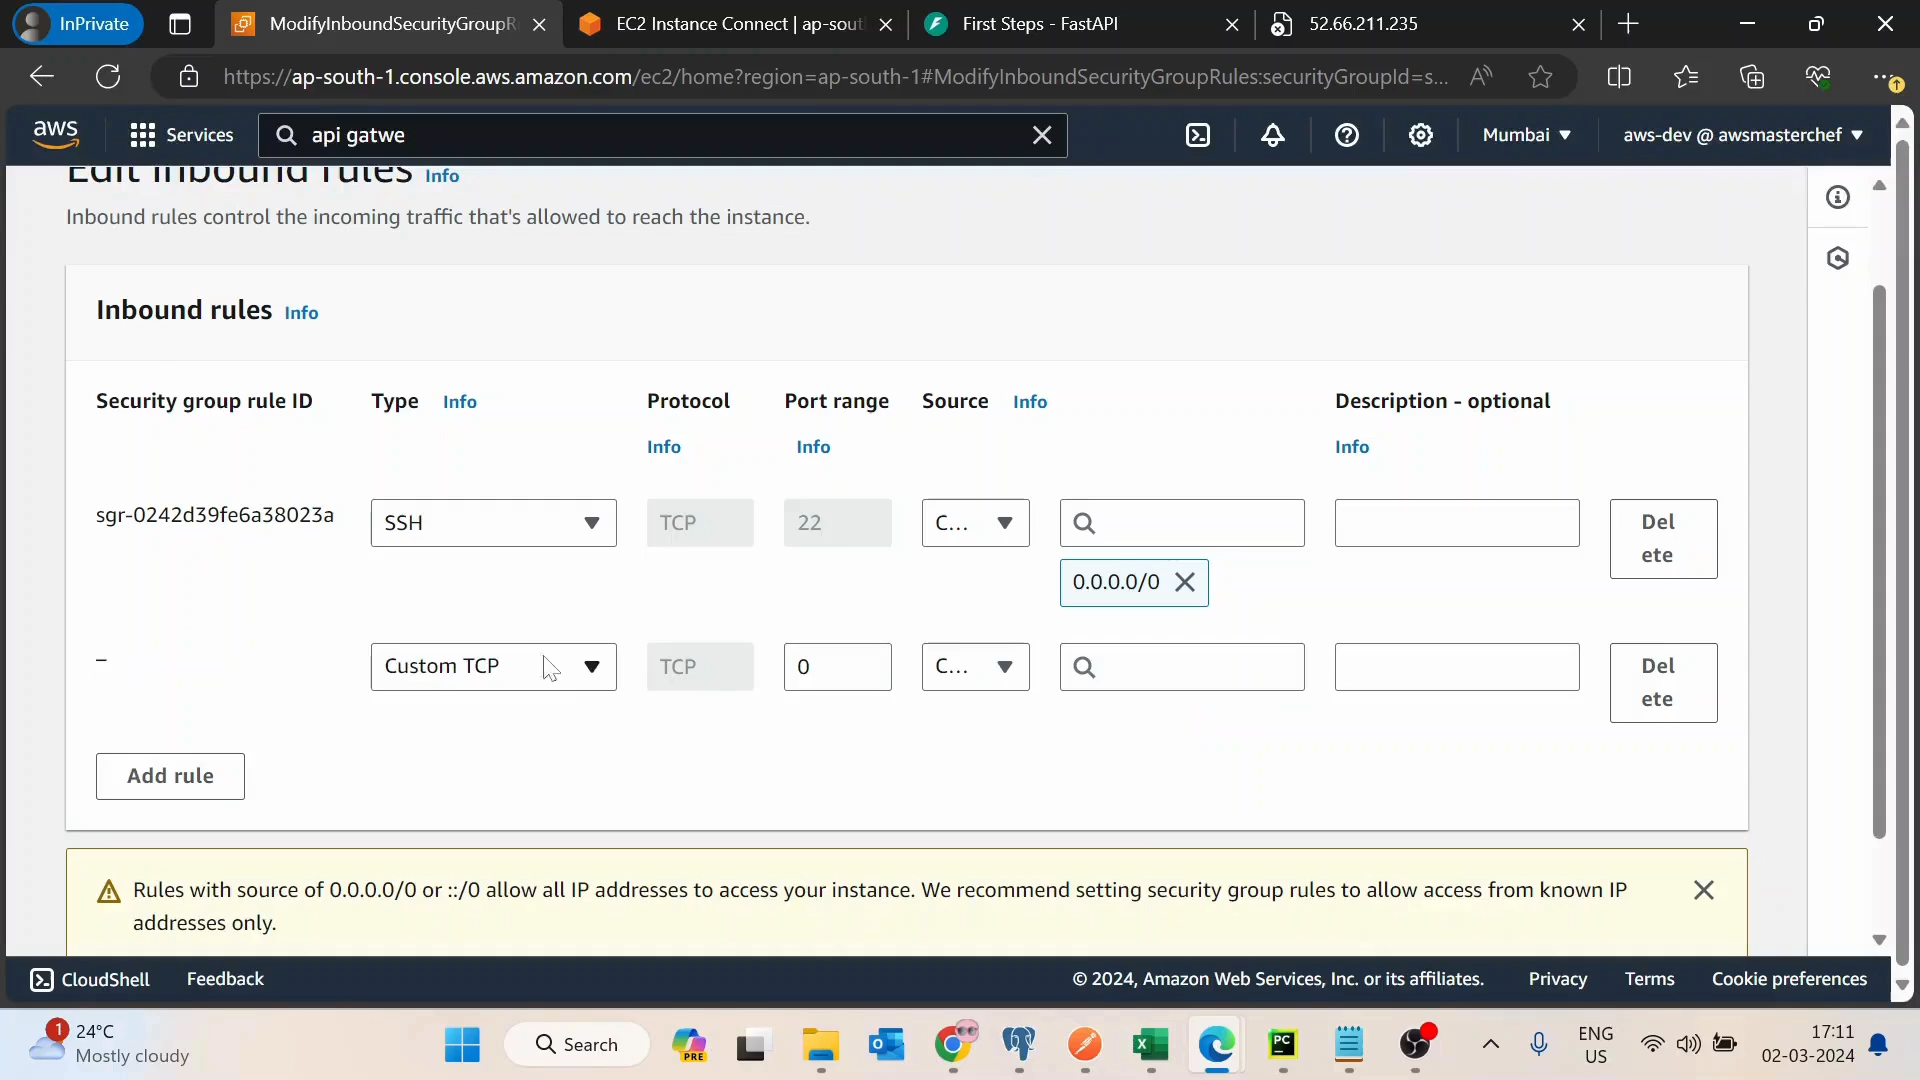 InPrivate
ModifyInboundSecurityGroupR
EC2 Instance Connect | ap-sout
First Steps - FastAPI
52.66.211.235
https://ap-south-1.console.aws.amazon.com/ec2/home?region=ap-south-1#ModifyInboundSecurityGroupRules:securityGroupId=s...
aws
Services
api gatwe
Mumbai
aws-dev @ awsmasterchef
Edit inbound rules Info
Inbound rules control the incoming traffic that's allowed to reach the instance.
Inbound rules Info
Security group rule ID
Type Info
Protocol
Info
Port range
Info
Source Info
Description - optional
Info
sgr-0242d39fe6a38023a
SSH
TCP
22
C...
0.0.0.0/0
Del
ete
–
Custom TCP
TCP
0
C...
Del
ete
Add rule
Rules with source of 0.0.0.0/0 or ::/0 allow all IP addresses to access your instance. We recommend setting security group rules to allow access from known IP
addresses only.
CloudShell
Feedback
© 2024, Amazon Web Services, Inc. or its affiliates.
Privacy
Terms
Cookie preferences
1
24°C
Mostly cloudy
Search
PRE
PC
ENG
US
17:11
02-03-2024